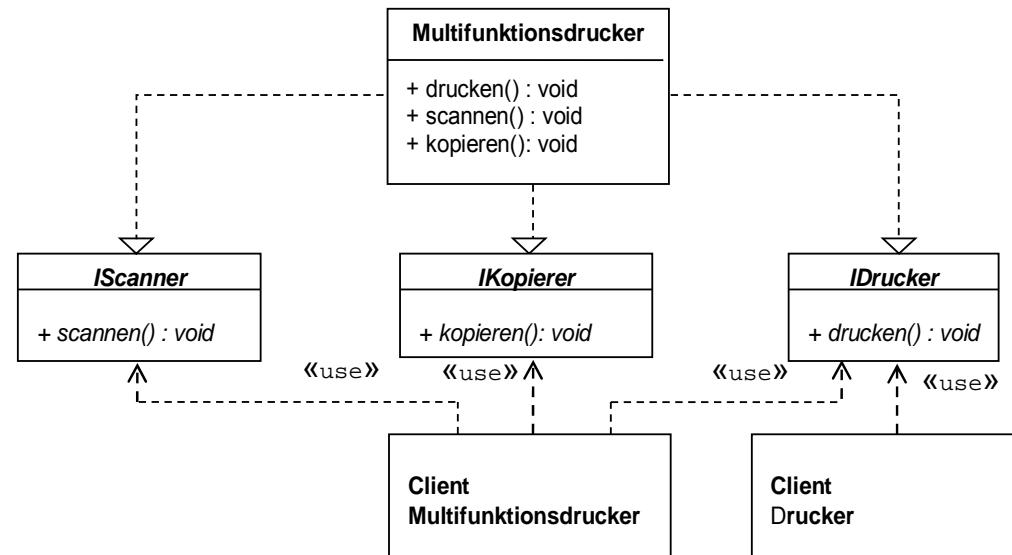 Multifunktionsdrucker
+ drucken() : void
+ scannen() : void
+ kopieren(): void
IScanner
+ scannen() : void
IKopierer
+ kopieren(): void
IDrucker
+ drucken() : void
«use»
«use»
«use»
«use»
Client
Multifunktionsdrucker
Client
Drucker